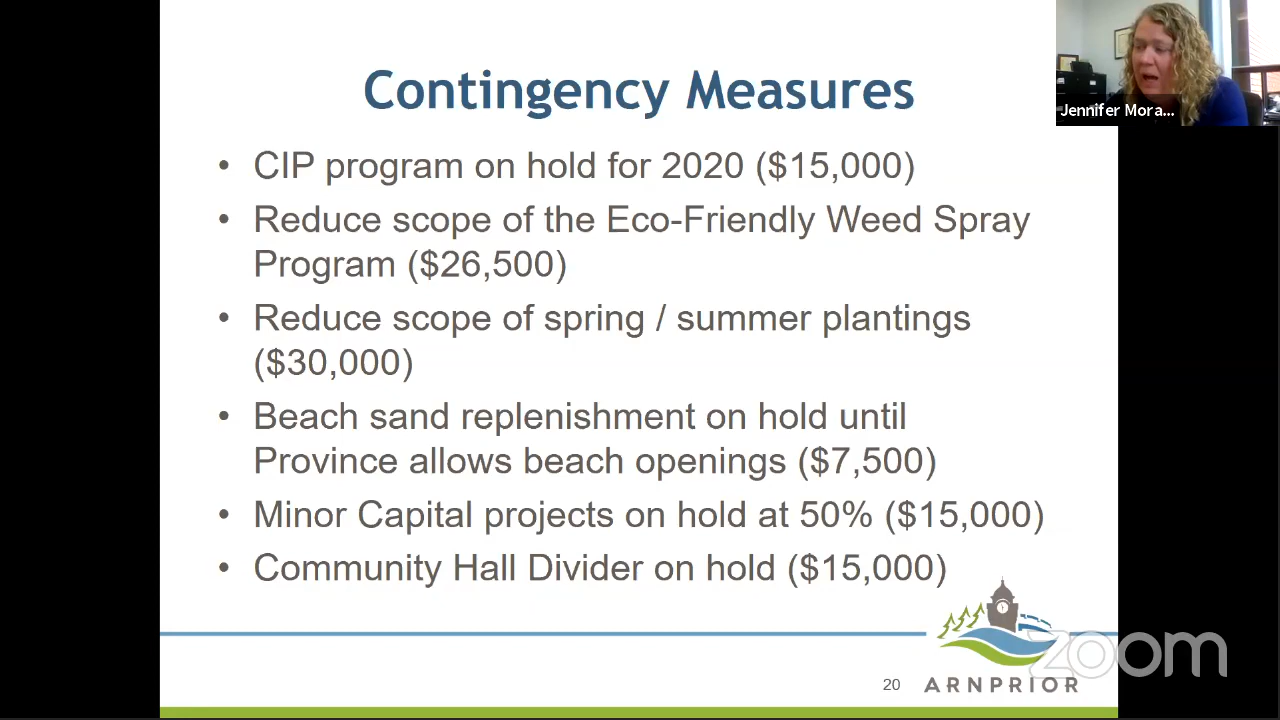 Contingency Measures
Jennifer Mora...
• CIP program on hold for 2020 ($15,000)
• Reduce scope of the Eco-Friendly Weed Spray
Program ($26,500)
• Reduce scope of spring / summer plantings
($30,000)
• Beach sand replenishment on hold until
Province allows beach openings ($7,500)
• Minor Capital projects on hold at 50% ($15,000)
• Community Hall Divider on hold ($15,000)
zoom
20
ARNPRIOR